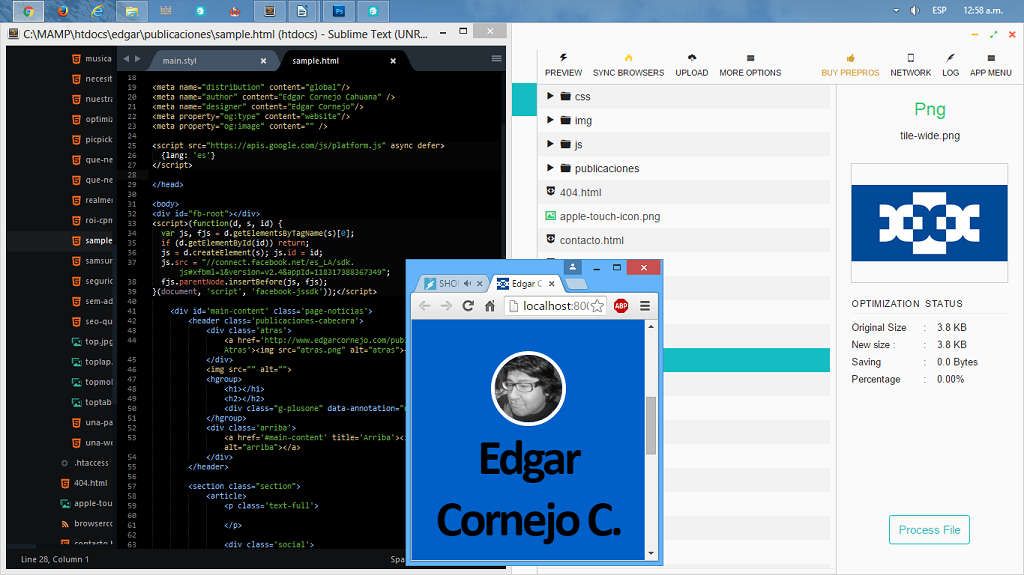 ESP
12:58 a.m.
C:\MAMP\htdocs\edgar\publicaciones\sample.html (htdocs) - Sublime Text (UNR...
musica
necesit
nuestra
optimiz
picpick
que-ne
que-ne
realmen
roi-cpn
sample
samsur
seguric
sem-ad
seo-qu
top.jpg
toplap.
topmol
toptab
una-pa
una-we
.htaccess
404.html
apple-tou
browserco
main.styl
sample.html
18
19 <meta name="distribution" content="global"/>
20 <meta name="author" content="Edgar Cornejo Cahuana" />
21 <meta name="designer" content="Edgar Cornejo"/>
22 <meta property="og:type" content="website"/>
23 <meta property="og:image" content="" />
24
25 <script src="https://apis.google.com/js/platform.js" async defer>
26 {lang: 'es'}
27 </script>
28
29 </head>
30
31 <body>
32 <div id="fb-root"></div>
33 <script>(function(d, s, id) {
34 var js, fjs = d.getElementsByTagName(s)[0];
35 if (d.getElementById(id)) return;
36 js = d.createElement(s); js.id = id;
37 js.src = "//connect.facebook.net/es_LA/sdk.
js#xfbml=1&version=v2.4&appId=118317388367349";
38 fjs.parentNode.insertBefore(js, fjs);
39 }(document, 'script', 'facebook-jssdk'));</script>
40
41 <div id='main-content' class='page-noticias'>
42 <header class='publicaciones-cabecera'>
43 <div class='atras'>
44 <a href='http://www.edgarcornejo.com/pub
Atras'><img src="atras.png" alt="atras">
45 </div>
46 <img src="" alt="">
47 <hgroup>
48 <h1></h1>
49 <h2></h2>
50 <div class="g-plusone" data-annotation="
51 </hgroup>
52 <div class='arriba'>
53 <a href='#main-content' title='Arriba'>
alt="arriba"></a>
54 </div>
55 </header>
56
57 <section class="section">
58 <article>
59 <p class='text-full'>
60
61 </p>
62
63 <div class='social'>
Line 28, Column 1
Spa
PREVIEW
SYNC BROWSERS
UPLOAD
MORE OPTIONS
BUY PREPROS
NETWORK
LOG
APP MENU
css
img
js
publicaciones
404.html
apple-touch-icon.png
contacto.html
Png
tile-wide.png
OPTIMIZATION STATUS
Original Size : 3.8 KB
New size : 3.8 KB
Saving : 0.0 Bytes
Percentage : 0.00%
Process File
SHO
Edgar C
localhost:80
ABP
Edgar
Cornejo C.